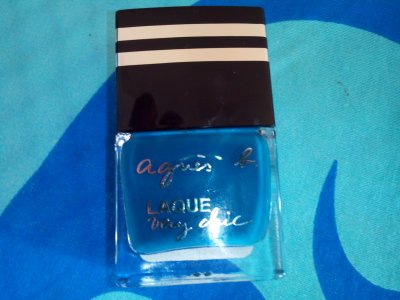 agnès b.
LAQUE
very chic